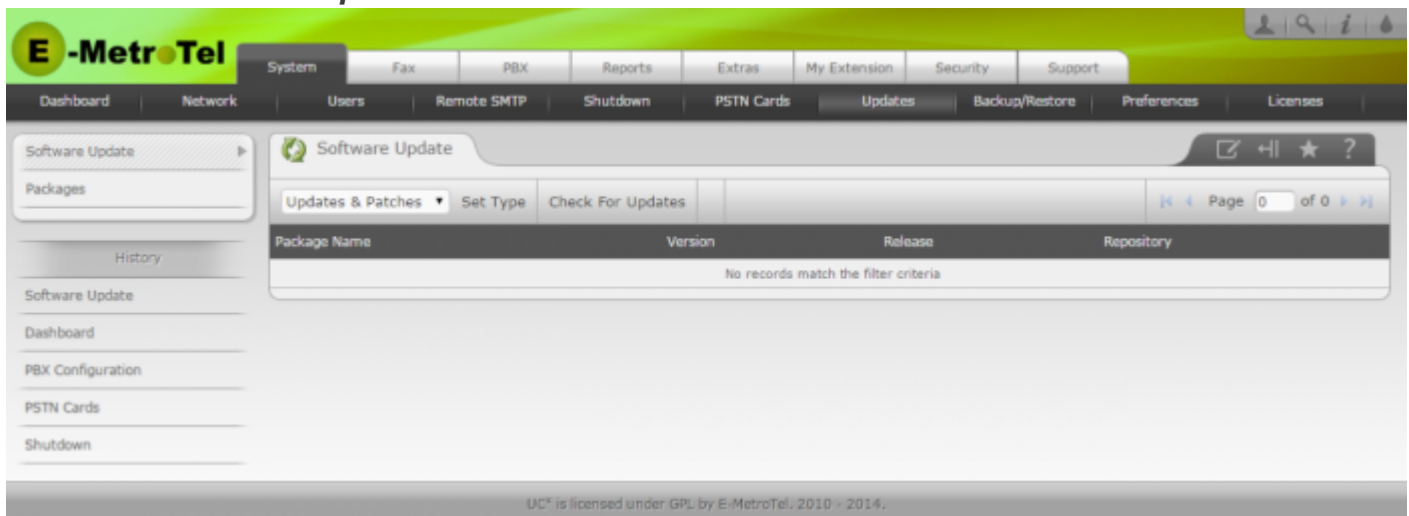 E-MetroTel
System Fax PBX Reports Extras My Extension Security Support
Dashboard Network Users Remote SMTP Shutdown PSTN Cards Updates Backup/Restore Preferences Licenses
Software Update
Packages
History
Software Update
Dashboard
PBX Configuration
PSTN Cards
Shutdown
Software Update
Updates & Patches Set Type Check For Updates Page 0 of 0
Package Name Version Release Repository
No records match the filter criteria
UC* is licensed under GPL by E-MetroTel. 2010 - 2014.